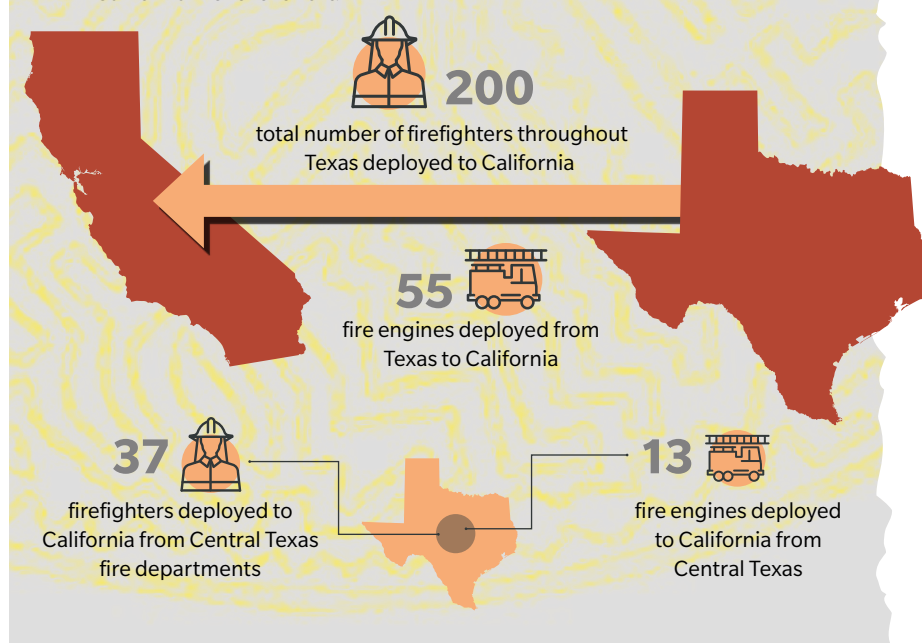 200
total number of firefighters throughout
Texas deployed to California
55
fire engines deployed from
Texas to California
37
firefighters deployed to
California from Central Texas
fire departments
13
fire engines deployed
to California from
Central Texas